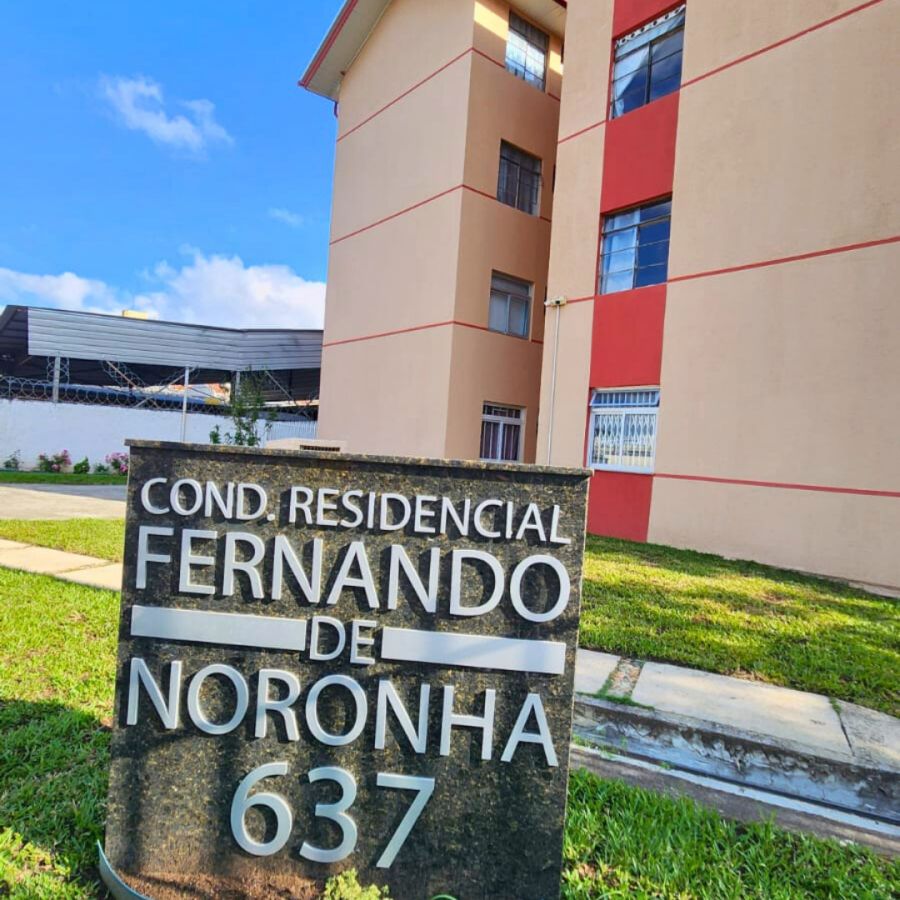 COND. RESIDENCIAL
FERNANDO
DE
NORONHA
637